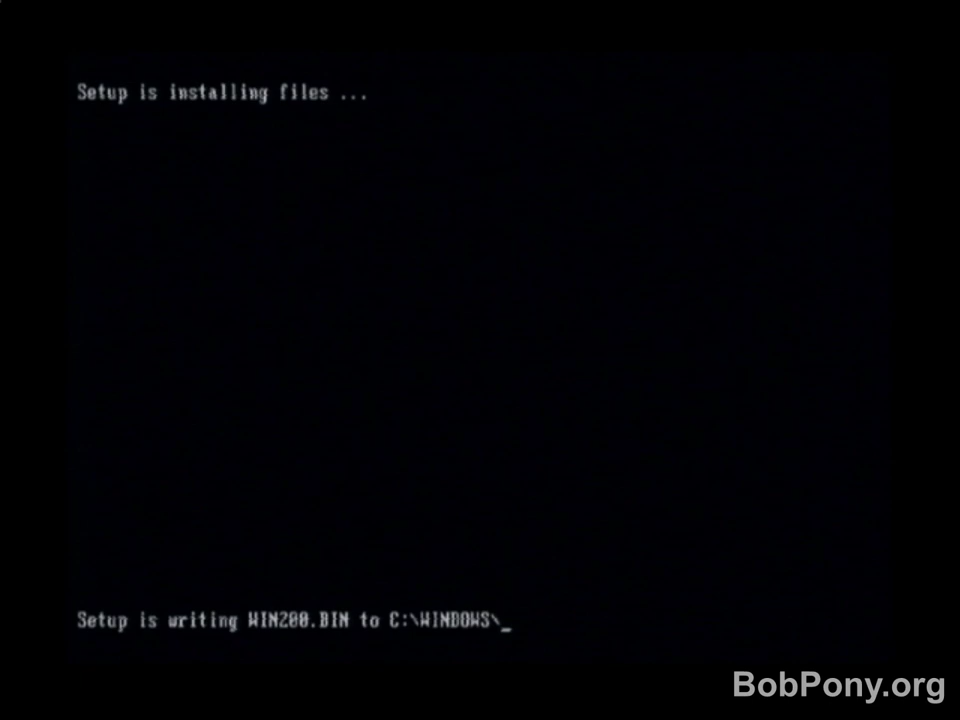 Setup is installing files ...
Setup is writing WIN200.BIN to C:\WINDOWS\_
BobPony.org